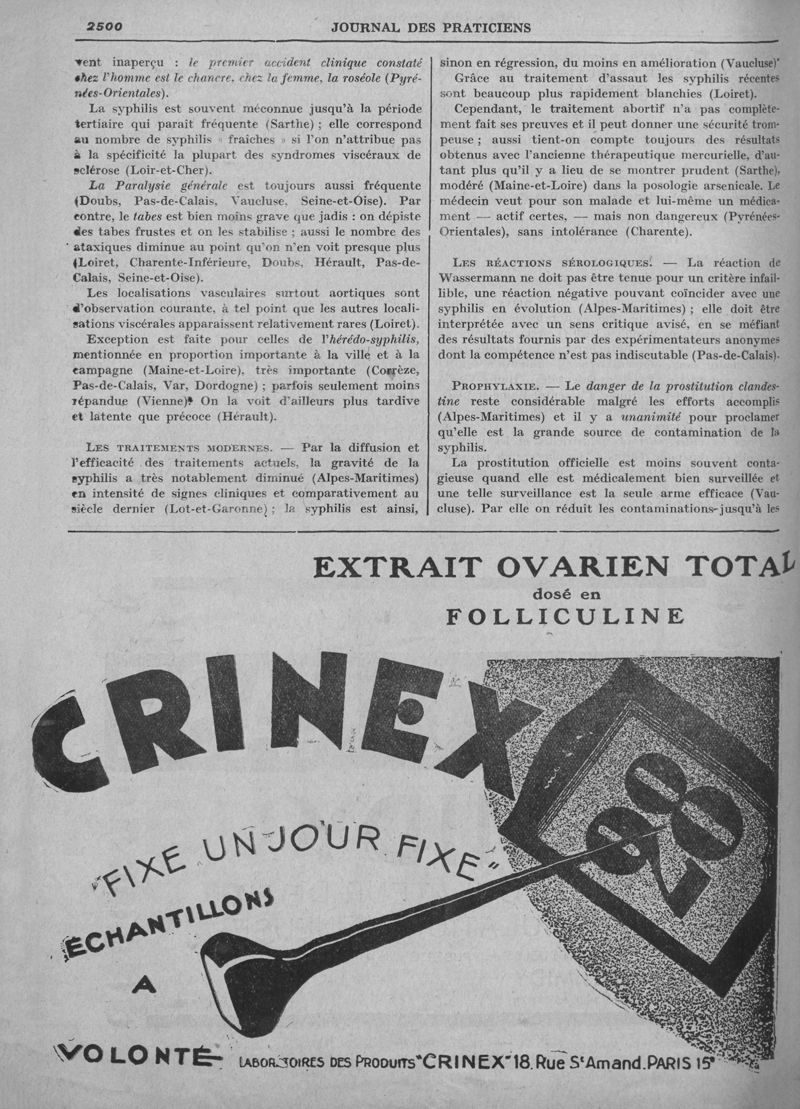 2500
JOURNAL DES PRATICIENS
vent inaperçu : le premier accident clinique constaté
chez l'homme est le chancre, chez la femme, la roséole (Pyré-
nées-Orientales).
La syphilis est souvent méconnue jusqu'à la période
tertiaire qui parait fréquente (Sarthe) ; elle correspond
au nombre de syphilis « fraiches » si l'on n'attribue pas
à la spécificité la plupart des syndromes viscéraux de
sclérose (Loir-et-Cher).
La Paralysie générale est toujours aussi fréquente
(Doubs, Pas-de-Calais, Vaucluse, Seine-et-Oise). Par
contre, le tabes est bien moins grave que jadis : on dépiste
des tabes frustes et on les stabilise ; aussi le nombre des
ataxiques diminue au point qu'on n'en voit presque plus
(Loiret, Charente-Inférieure, Doubs, Hérault, Pas-de-
Calais, Seine-et-Oise).
Les localisations vasculaires surtout aortiques sont
d'observation courante, à tel point que les autres locali-
sations viscérales apparaissent relativement rares (Loiret).
Exception est faite pour celles de l'hérédo-syphilis,
mentionnée en proportion importante à la ville et à la
campagne (Maine-et-Loire), très importante (Corrèze,
Pas-de-Calais, Var, Dordogne) ; parfois seulement moins
répandue (Vienne). On la voit d'ailleurs plus tardive
et latente que précoce (Hérault).
LES TRAITEMENTS MODERNES. — Par la diffusion et
l'efficacité des traitements actuels, la gravité de la
syphilis a très notablement diminué (Alpes-Maritimes)
en intensité de signes cliniques et comparativement au
siècle dernier (Lot-et-Garonne) ; la syphilis est ainsi,
sinon en régression, du moins en amélioration (Vaucluse)
Grâce au traitement d'assaut les syphilis récentes
sont beaucoup plus rapidement blanchies (Loiret).
Cependant, le traitement abortif n'a pas complète-
ment fait ses preuves et il peut donner une sécurité trom-
peuse ; aussi tient-on compte toujours des résultats
obtenus avec l'ancienne thérapeutique mercurielle, d'au-
tant plus qu'il y a lieu de se montrer prudent (Sarthe),
modéré (Maine-et-Loire) dans la posologie arsenicale. Le
médecin veut pour son malade et lui-même un médica-
ment — actif certes, — mais non dangereux (Pyrénées-
Orientales), sans intolérance (Charente).
LES RÉACTIONS SÉROLOGIQUES. — La réaction de
Wassermann ne doit pas être tenue pour un critère infail-
lible, une réaction négative pouvant coïncider avec une
syphilis en évolution (Alpes-Maritimes) ; elle doit être
interprétée avec un sens critique avisé, en se méfiant
des résultats fournis par des expérimentateurs anonymes
dont la compétence n'est pas indiscutable (Pas-de-Calais).
PROPHYLAXIE. — Le danger de la prostitution clandes-
tine reste considérable malgré les efforts accomplis
(Alpes-Maritimes) et il y a unanimité pour proclamer
qu'elle est la grande source de contamination de la
syphilis.
La prostitution officielle est moins souvent conta-
gieuse quand elle est médicalement bien surveillée et
une telle surveillance est la seule arme efficace (Vau-
cluse). Par elle on réduit les contaminations jusqu'à les
EXTRAIT OVARIEN TOTAL
dosé en
FOLLICULINE
CRINEX
28
"FIXE UN JOUR FIXE"
ÉCHANTILLONS
A
VOLONTÉ
LABORATOIRES DES PRODUITS "CRINEX" 18. Rue St Amand. PARIS 15e